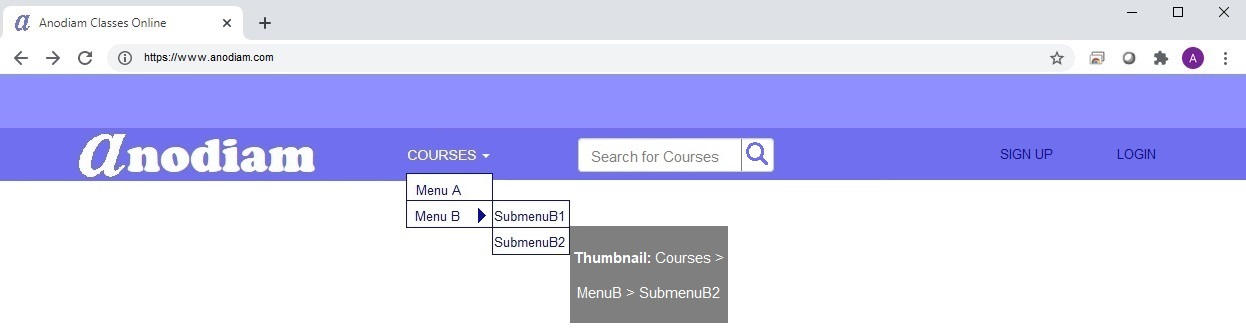 Anodiam Classes Online
https://www.anodiam.com
A
anodiam
COURSES
Search for Courses
SIGN UP
LOGIN
Menu A
Menu B
SubmenuB1
SubmenuB2
Thumbnail: Courses >
MenuB > SubmenuB2